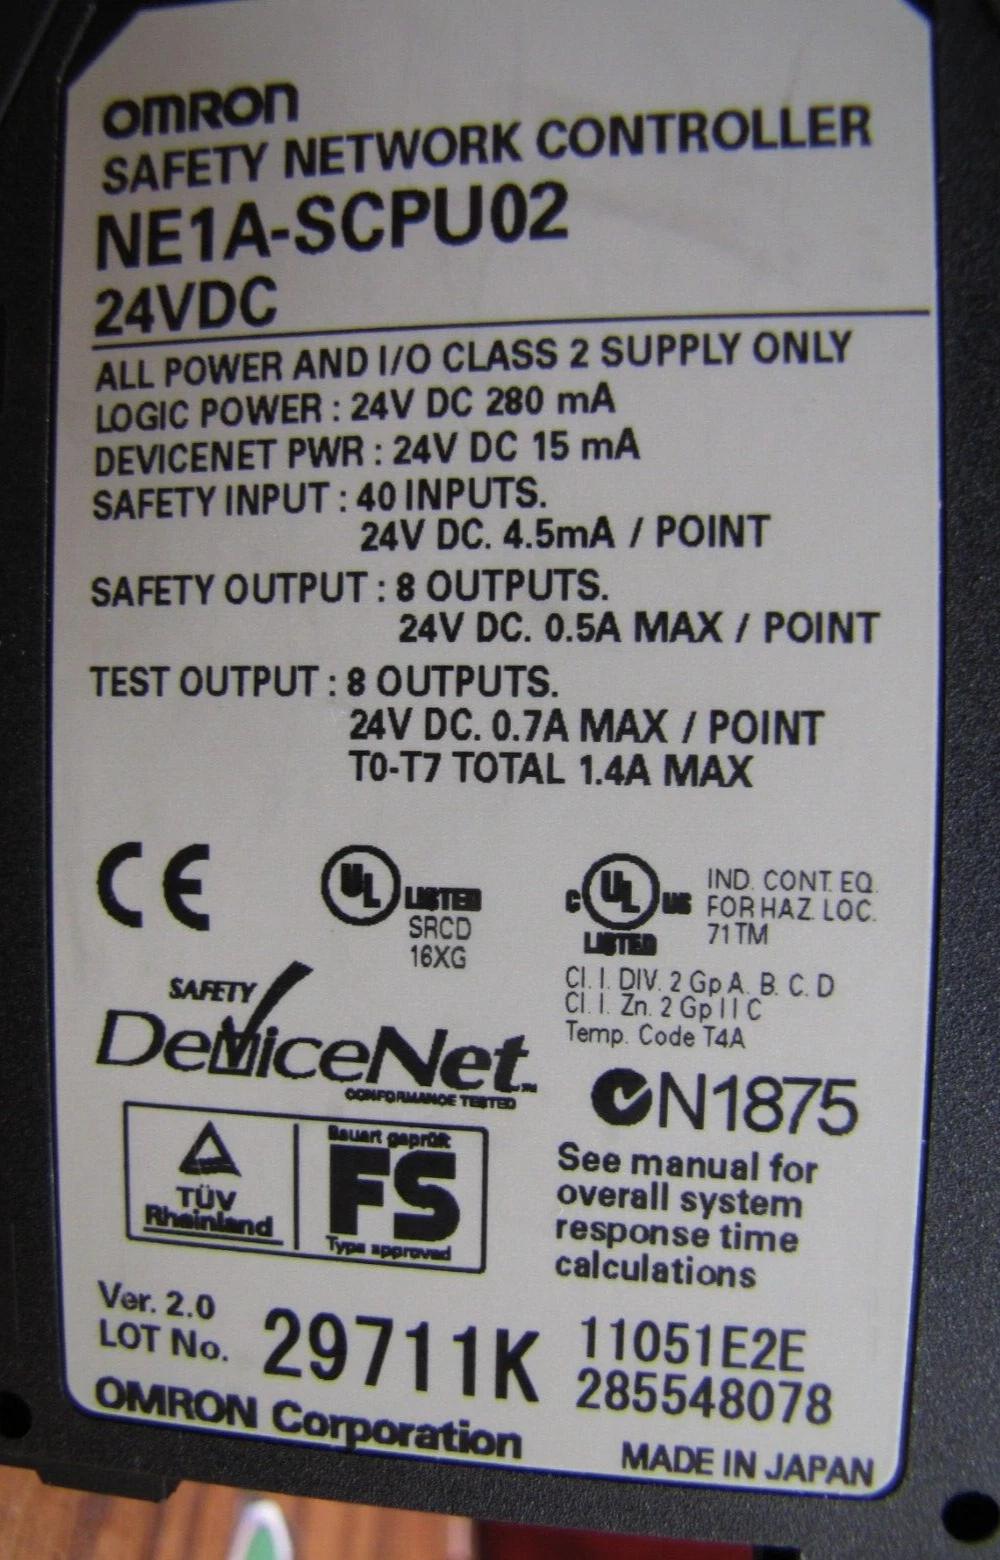 OMRON
SAFETY NETWORK CONTROLLER
NE1A-SCPU02
24VDC
ALL POWER AND I/O CLASS 2 SUPPLY ONLY
LOGIC POWER : 24V DC 280 mA
DEVICENET PWR : 24V DC 15 mA
SAFETY INPUT : 40 INPUTS.
24V DC. 4.5mA / POINT
SAFETY OUTPUT : 8 OUTPUTS.
24V DC. 0.5A MAX / POINT
TEST OUTPUT : 8 OUTPUTS.
24V DC. 0.7A MAX / POINT
T0-T7 TOTAL 1.4A MAX
CE
UL LISTED
SRCD
16XG
C UL US
LISTED
IND. CONT. EQ.
FOR HAZ. LOC.
71TM
Cl. I. DIV. 2 Gp A. B. C. D
Cl. I. Zn. 2 Gp IIC
Temp. Code T4A
SAFETY
DeviceNet™
CONFORMANCE TESTED
N1875
TÜV
Rheinland
Bauart geprüft
FS
Type approved
See manual for
overall system
response time
calculations
Ver. 2.0
LOT No. 29711K
11051E2E
285548078
OMRON Corporation
MADE IN JAPAN